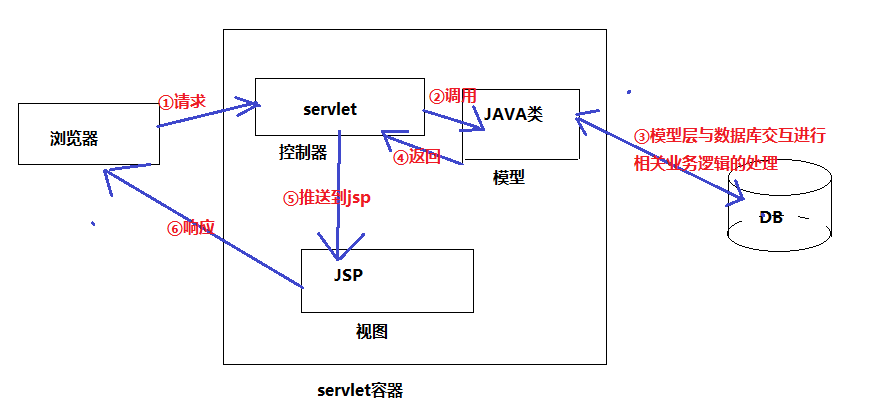 ①请求
servlet
②调用
JAVA类
浏览器
控制器
④返回
模型
③模型层与数据库交互进行
相关业务逻辑的处理
⑤推送到jsp
⑥响应
DB
JSP
视图
servlet容器